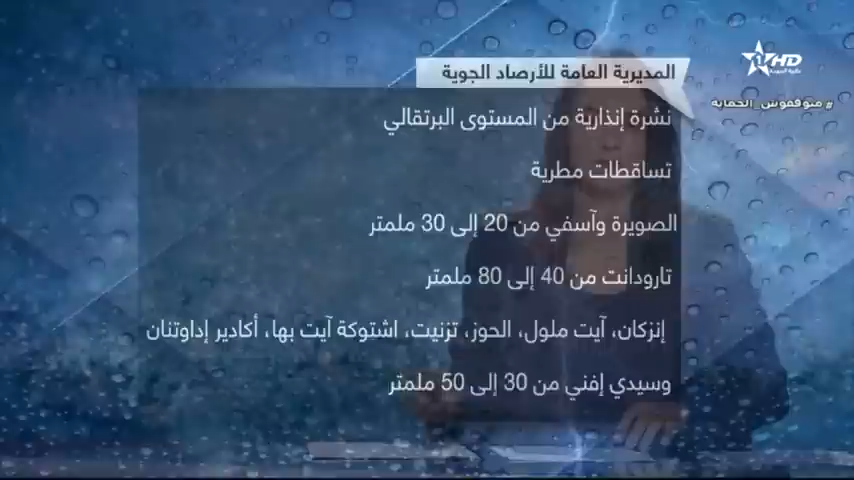 HD
المديرية العامة للأرصاد الجوية
#متوقفوش_الحماية
نشرة إنذارية من المستوى البرتقالي
تساقطات مطرية
الصويرة وآسفي من 20 إلى 30 ملمتر
تارودانت من 40 إلى 80 ملمتر
إنزكان، آيت ملول، الحوز، تزنيت، اشتوكة آيت بها، أكادير إداوتنان
وسيدي إفني من 30 إلى 50 ملمتر